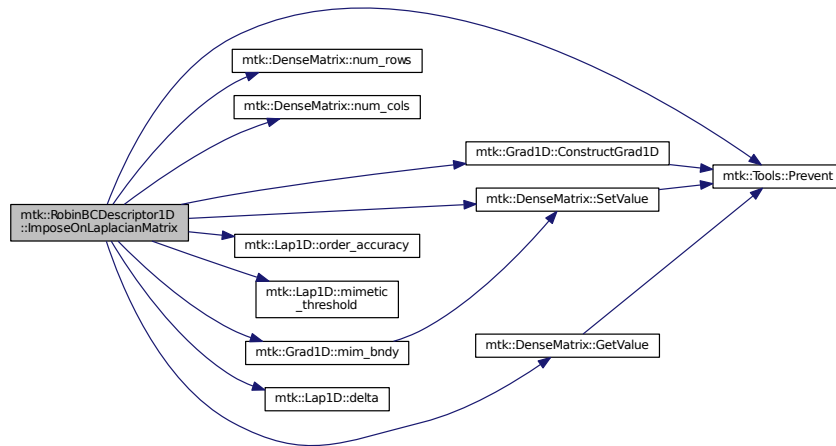 mtk::RobinBCDescriptor1D
::ImposeOnLaplacianMatrix
mtk::DenseMatrix::num_rows
mtk::DenseMatrix::num_cols
mtk::Grad1D::ConstructGrad1D
mtk::Tools::Prevent
mtk::DenseMatrix::SetValue
mtk::Lap1D::order_accuracy
mtk::Lap1D::mimetic
_threshold
mtk::Grad1D::mim_bndy
mtk::DenseMatrix::GetValue
mtk::Lap1D::delta